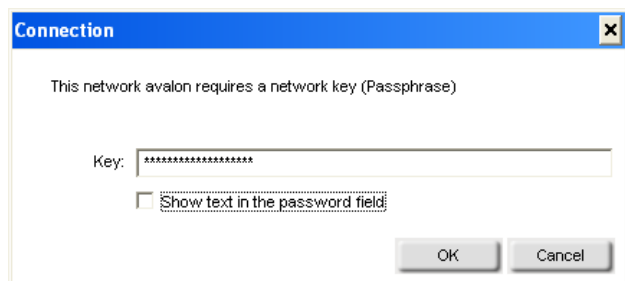 Connection
This network avalon requires a network key (Passphrase)
Key: *******************
Show text in the password field
OK Cancel